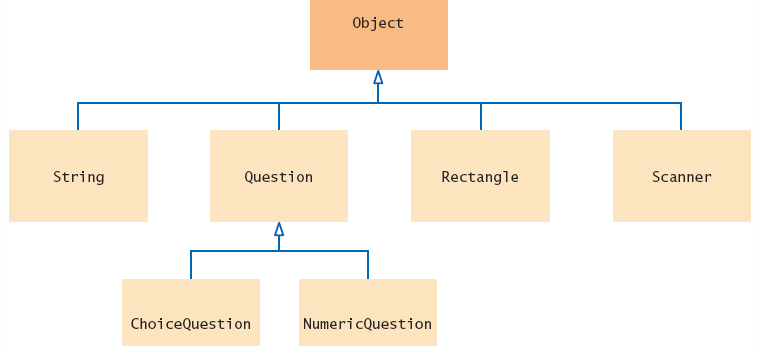 Object
String
Question
Rectangle
Scanner
ChoiceQuestion
NumericQuestion